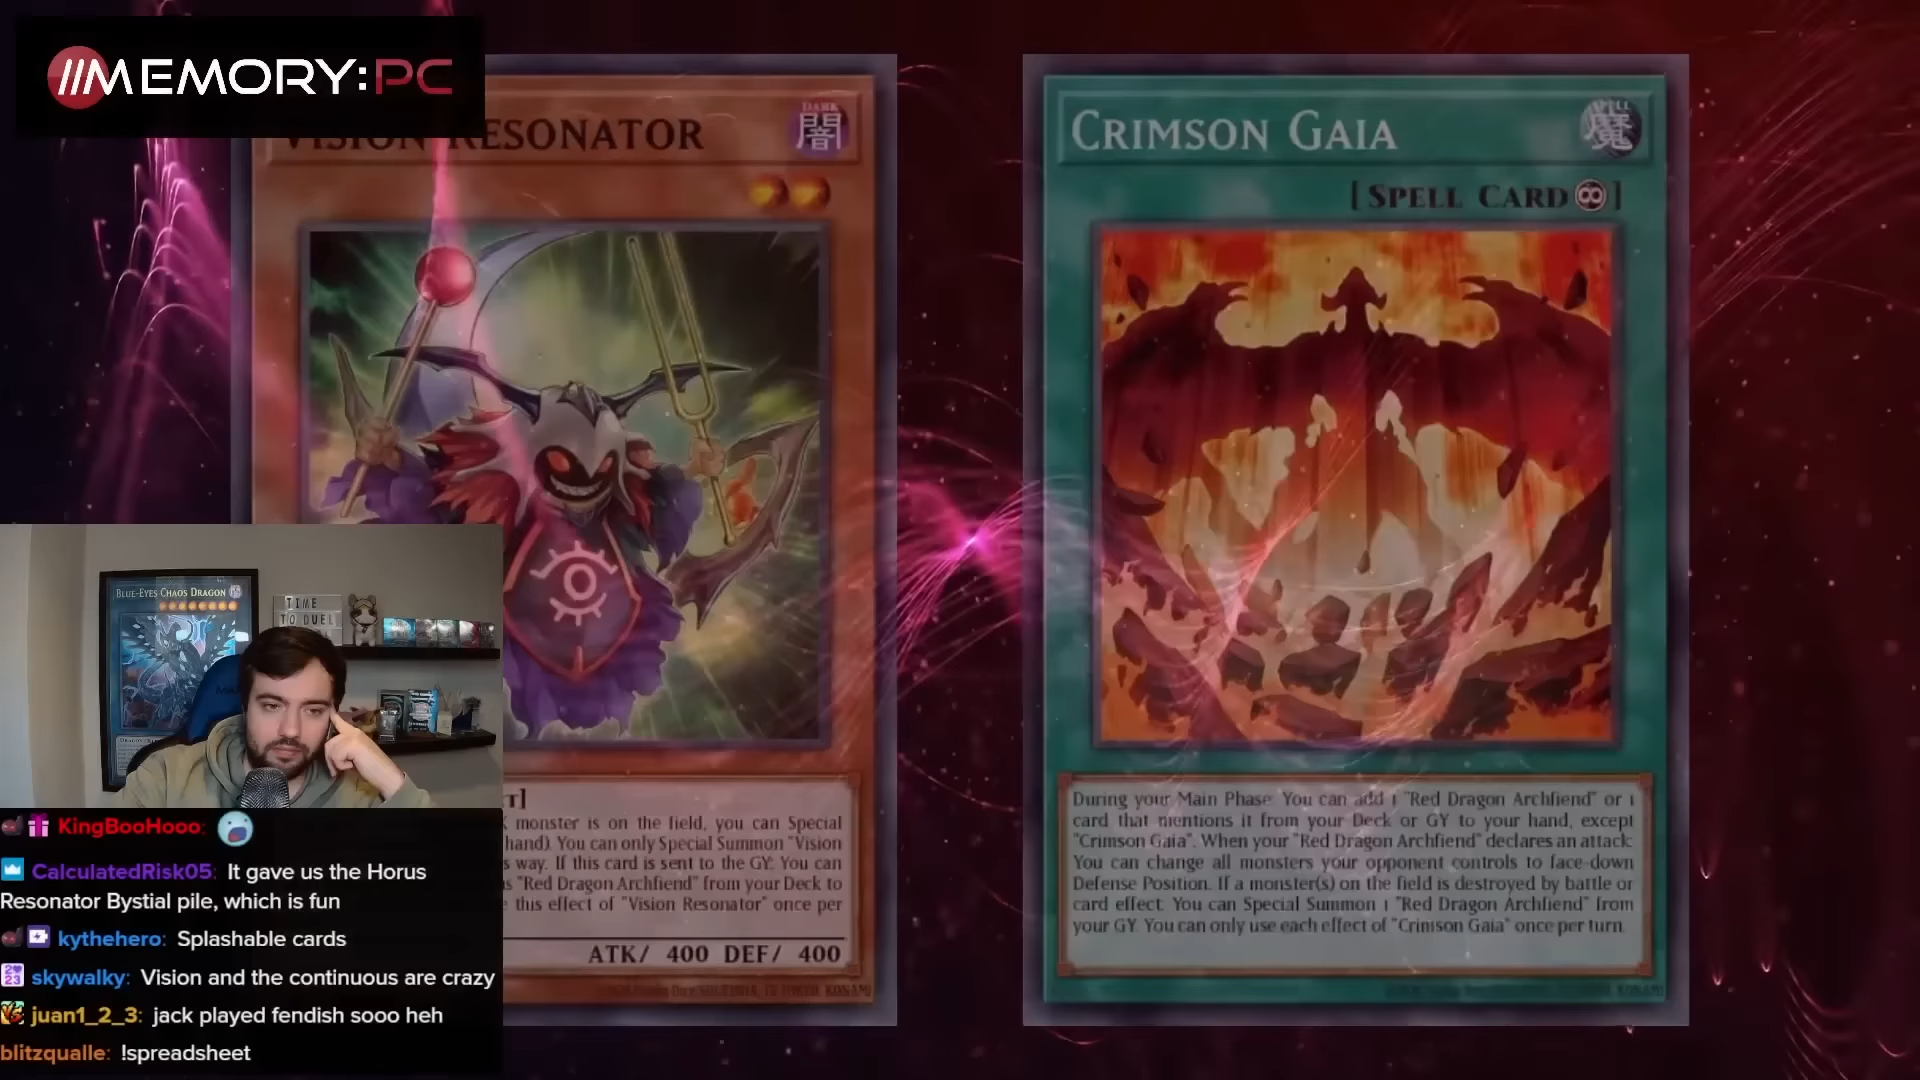 //MEMORY:PC
VISION RESONATOR
DARK
闇
CRIMSON GAIA
SPELL
魔
[ SPELL CARD ]
BLUE-EYES CHAOS DRAGON
TIME
TO DUEL
T]
K monster is on the field, you can Special
hand). You can only Special Summon "Vision
s way. If this card is sent to the GY: You can
s "Red Dragon Archfiend" from your Deck to
e this effect of "Vision Resonator" once per
ATK/ 400 DEF/ 400
During your Main Phase: You can add 1 "Red Dragon Archfiend" or 1
card that mentions it from your Deck or GY to your hand, except
"Crimson Gaia". When your "Red Dragon Archfiend" declares an attack:
You can change all monsters your opponent controls to face-down
Defense Position. If a monster(s) on the field is destroyed by battle or
card effect: You can Special Summon 1 "Red Dragon Archfiend" from
your GY. You can only use each effect of "Crimson Gaia" once per turn.
KingBooHooo:
CalculatedRisk05: It gave us the Horus
Resonator Bystial pile, which is fun
kythehero: Splashable cards
skywalky: Vision and the continuous are crazy
juan1_2_3: jack played fendish sooo heh
blitzqualle: !spreadsheet